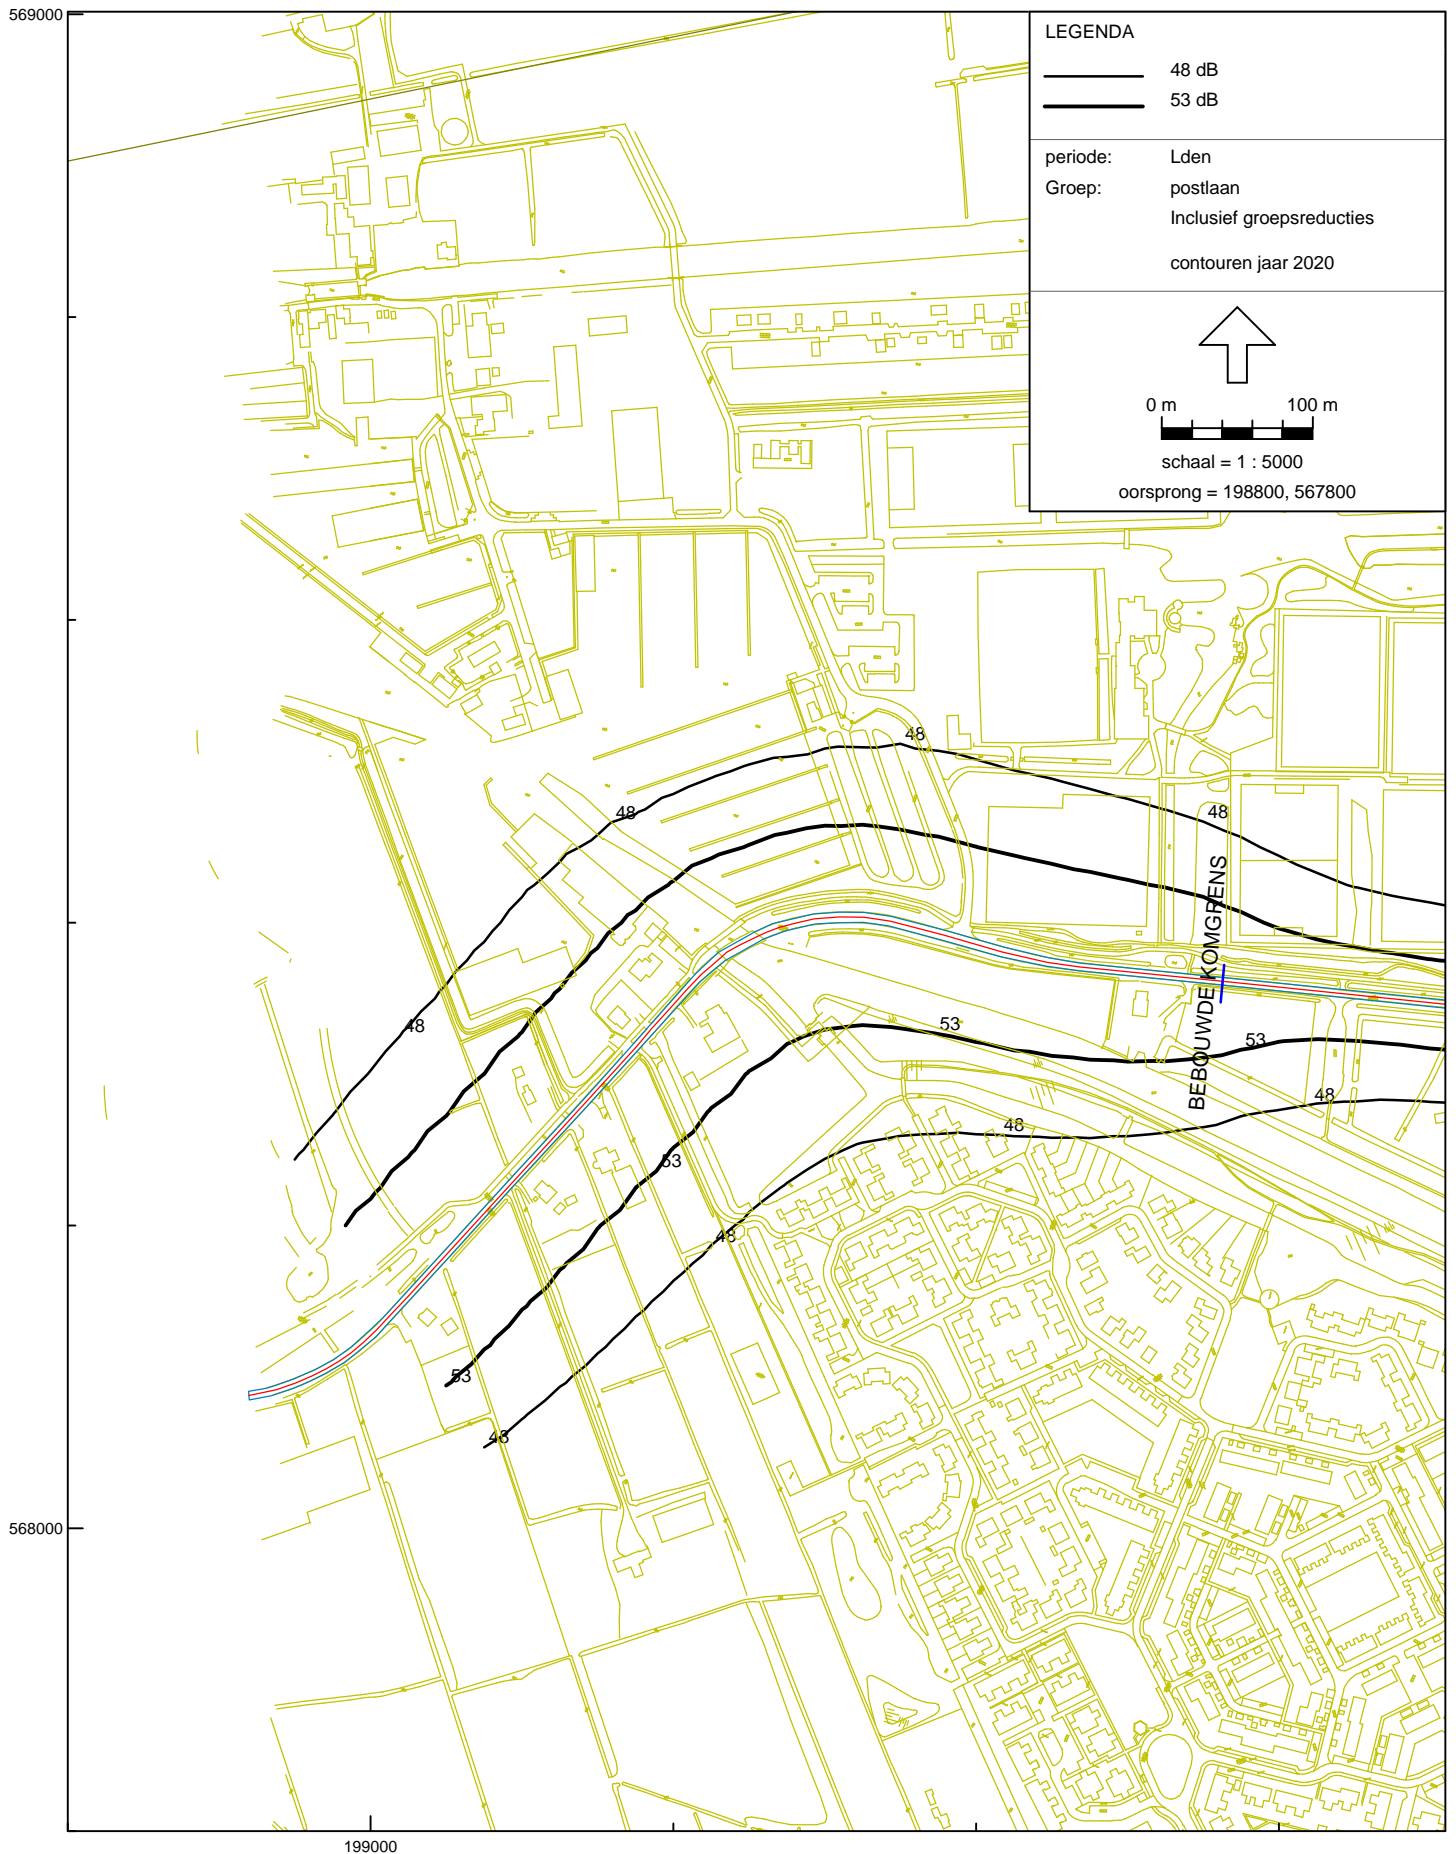 569000
LEGENDA
48 dB
53 dB
periode: Lden
Groep: postlaan
Inclusief groepsreducties
contouren jaar 2020
0 m 100 m
schaal = 1 : 5000
oorsprong = 198800, 567800
48
48
48
BEBOUWDE KOMGRENS
48
53
53
48
48
53
48
53
48
568000
199000